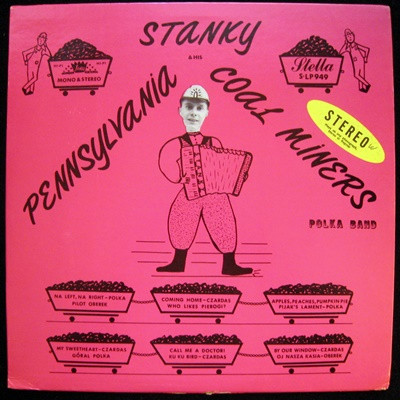 STANKY
& HIS
PENNSYLVANIA
COAL MINERS
POLKA BAND
MONO & STEREO
Stella
S-LP949
STEREO
NA LEFT, NA RIGHT-POLKA
PILOT OBEREK
COMING HOME-CZARDAS
WHO LIKES PIEROGI?
APPLES, PEACHES, PUMPKIN PIE
PIJAK'S LAMENT-POLKA
MY SWEETHEART-CZARDAS
GÓRAL POLKA
CALL ME A DOCTOR!
KU KU BIRD-CZARDAS
BY OUR WINDOW-CZARDAS
OJ NASZA KASIA-OBEREK